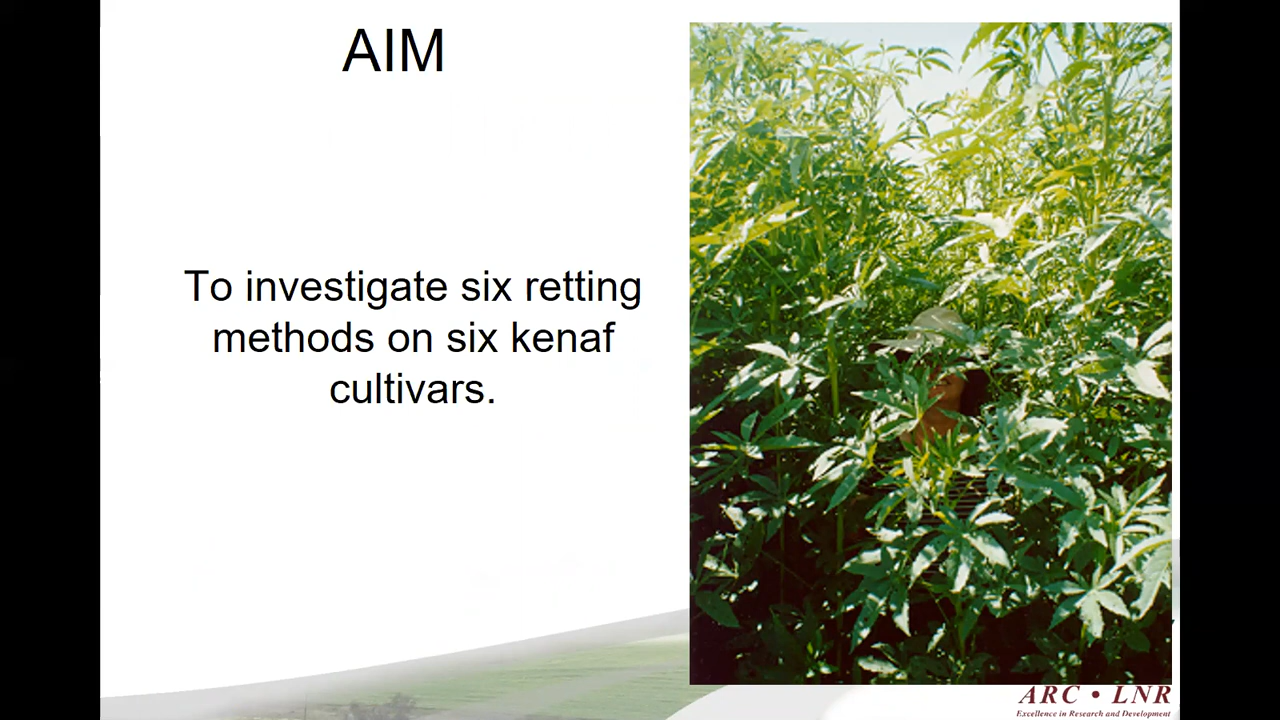 AIM
To investigate six retting
methods on six kenaf
cultivars.
ARC • LNR
Excellence in Research and Development